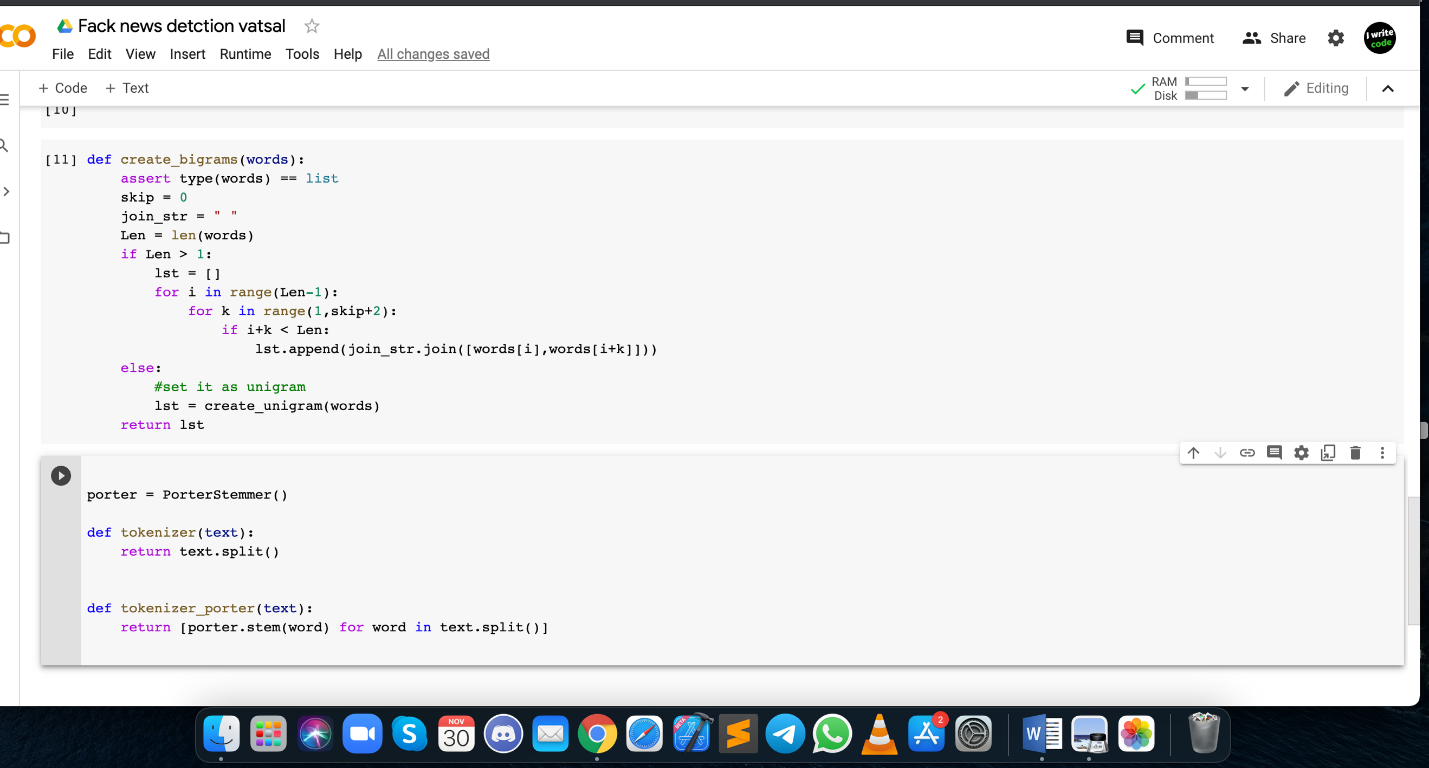 Fack news detction vatsal
File Edit View Insert Runtime Tools Help All changes saved
Comment Share
I write code
+ Code + Text
RAM
Disk
Editing
[10]
[11] def create_bigrams(words):
assert type(words) == list
skip = 0
join_str = " "
Len = len(words)
if Len > 1:
lst = []
for i in range(Len-1):
for k in range(1,skip+2):
if i+k < Len:
lst.append(join_str.join([words[i],words[i+k]]))
else:
#set it as unigram
lst = create_unigram(words)
return lst
porter = PorterStemmer()
def tokenizer(text):
return text.split()
def tokenizer_porter(text):
return [porter.stem(word) for word in text.split()]
NOV
30
BETA
2
S
W